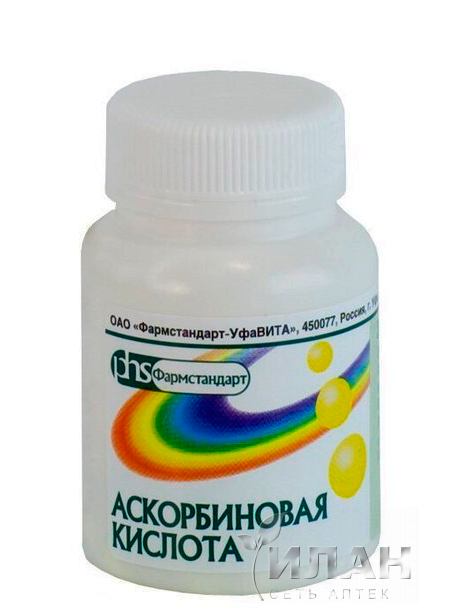 ОАО «Фармстандарт-УфаВИТА», 450077, Россия, г.
phs Фармстандарт
АСКОРБИНОВАЯ
КИСЛОТА
ИЛАН
СЕТЬ АПТЕК